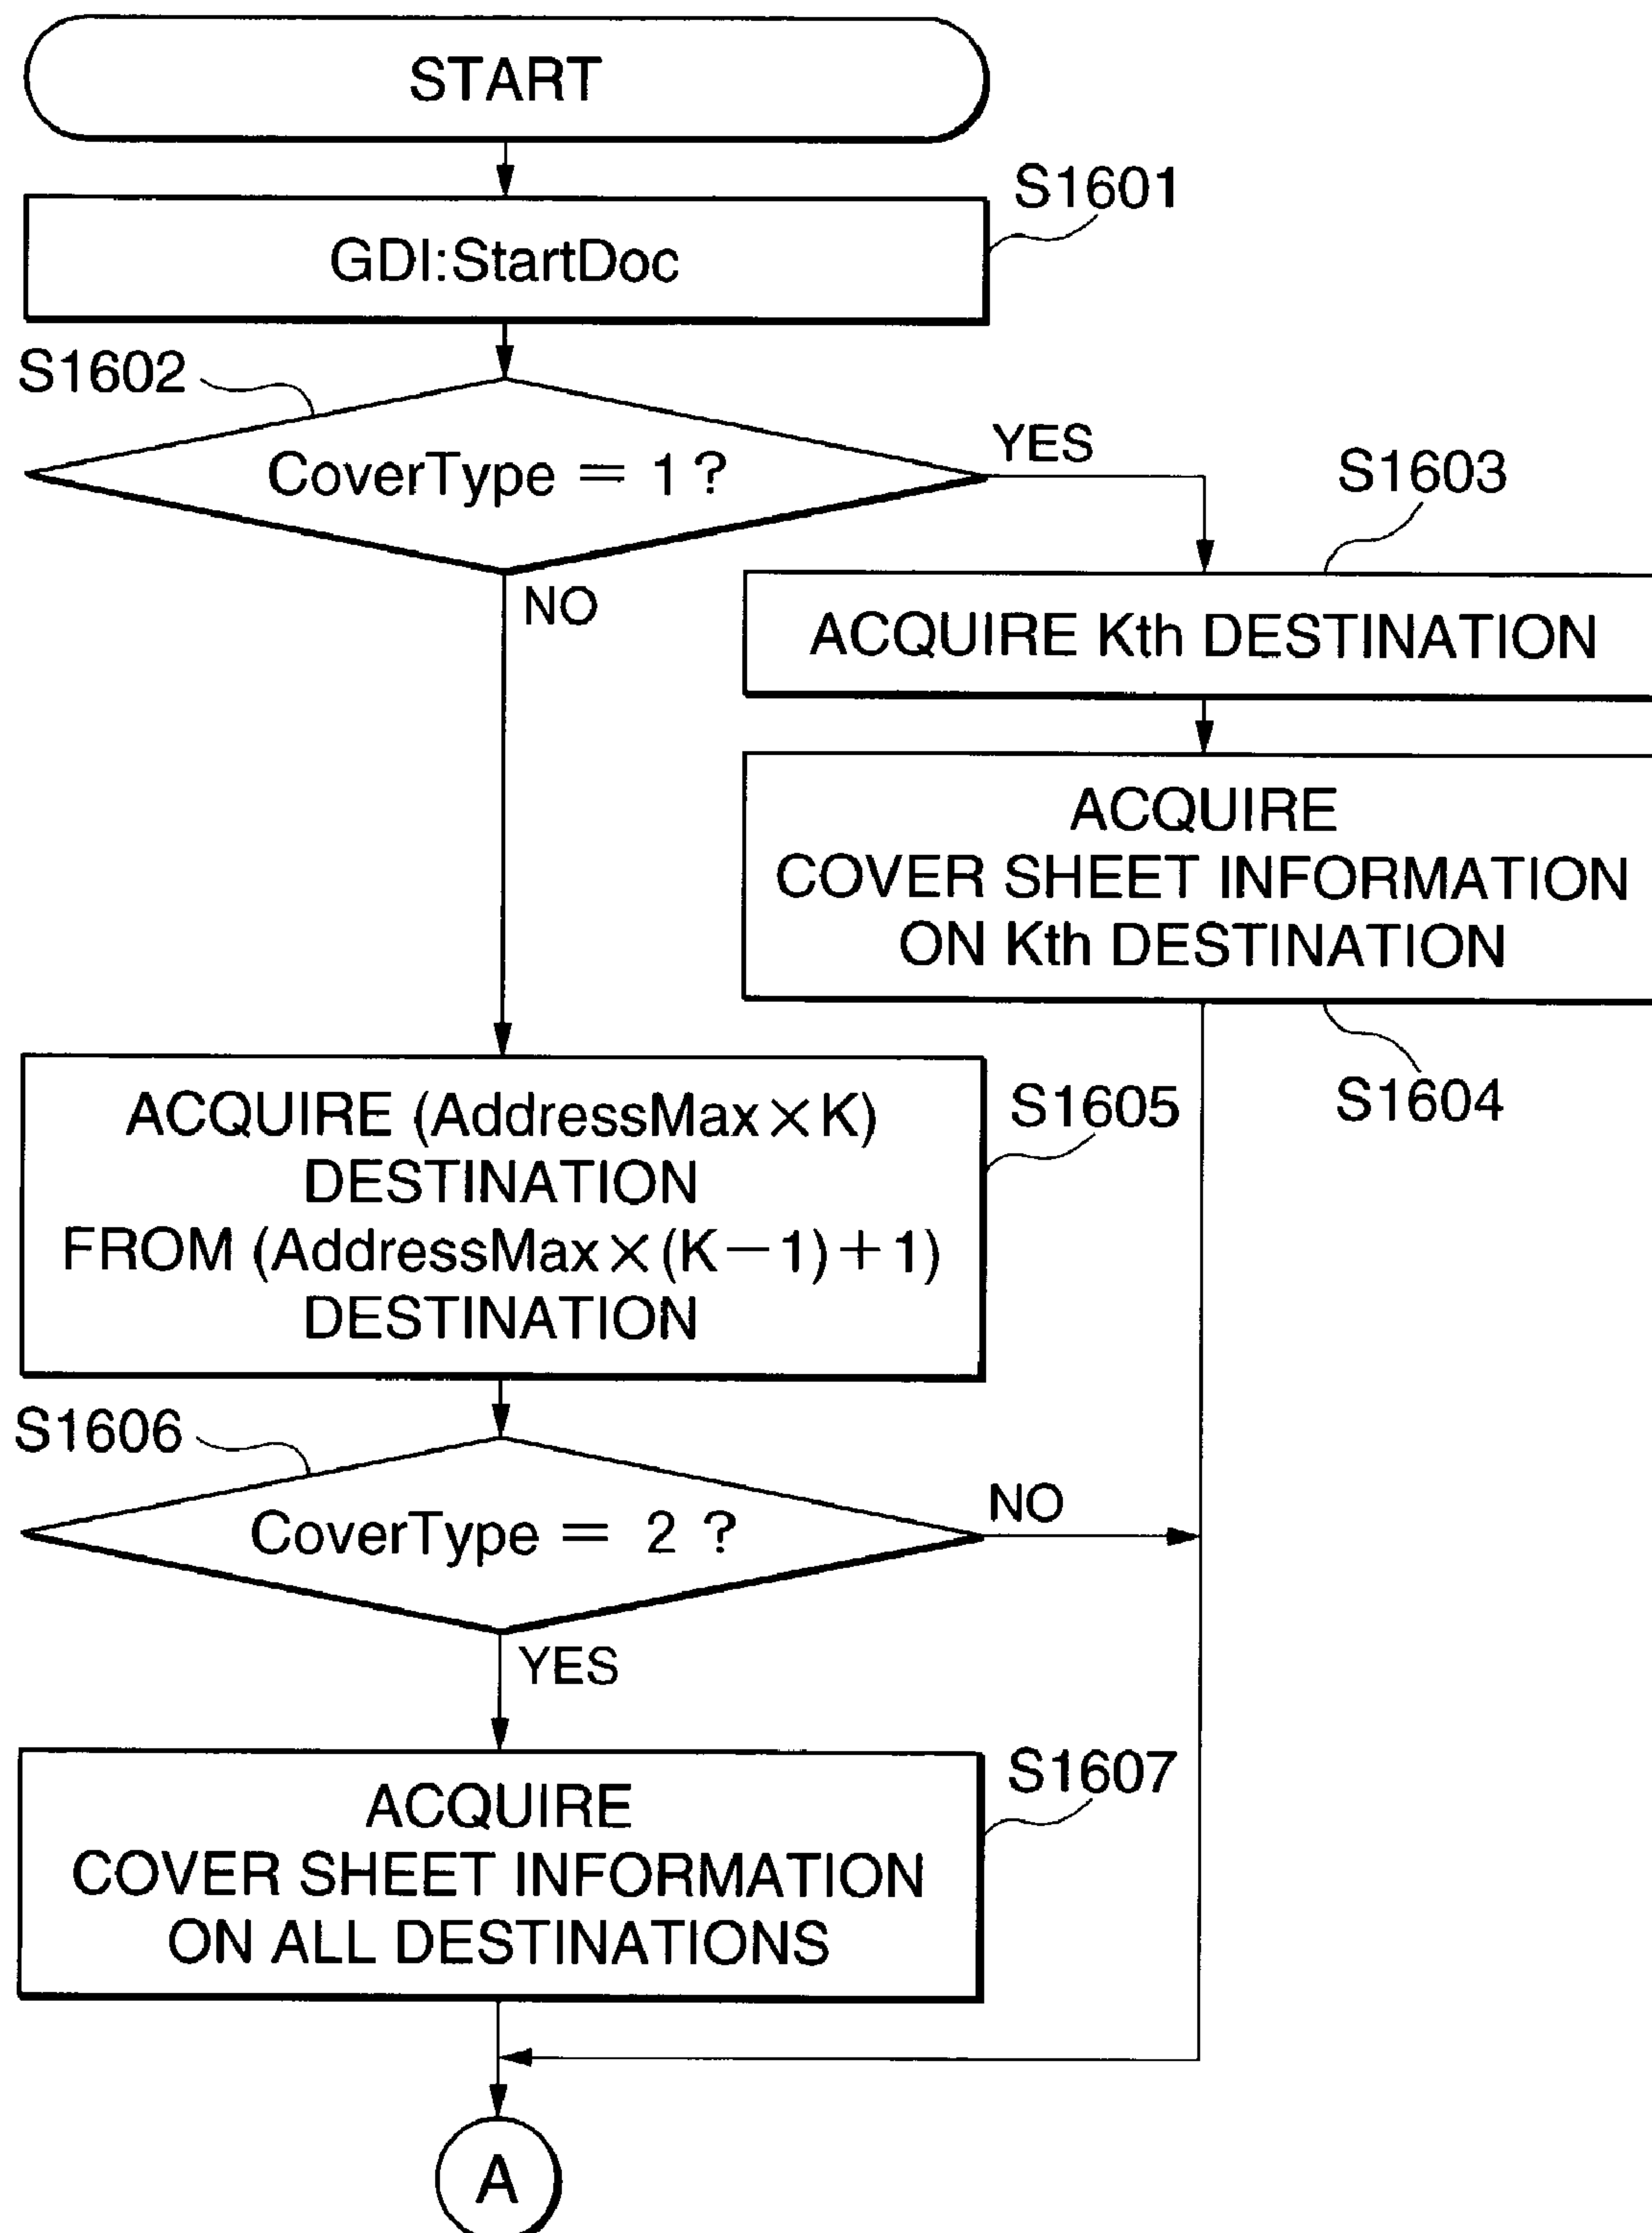 START
S1601
GDI:StartDoc
S1602
CoverType = 1 ?
YES
NO
S1603
ACQUIRE Kth DESTINATION
ACQUIRE
COVER SHEET INFORMATION
ON Kth DESTINATION
S1604
ACQUIRE (AddressMax×K)
DESTINATION
FROM (AddressMax×(K−1)+1)
DESTINATION
S1605
S1606
CoverType = 2 ?
NO
YES
S1607
ACQUIRE
COVER SHEET INFORMATION
ON ALL DESTINATIONS
A